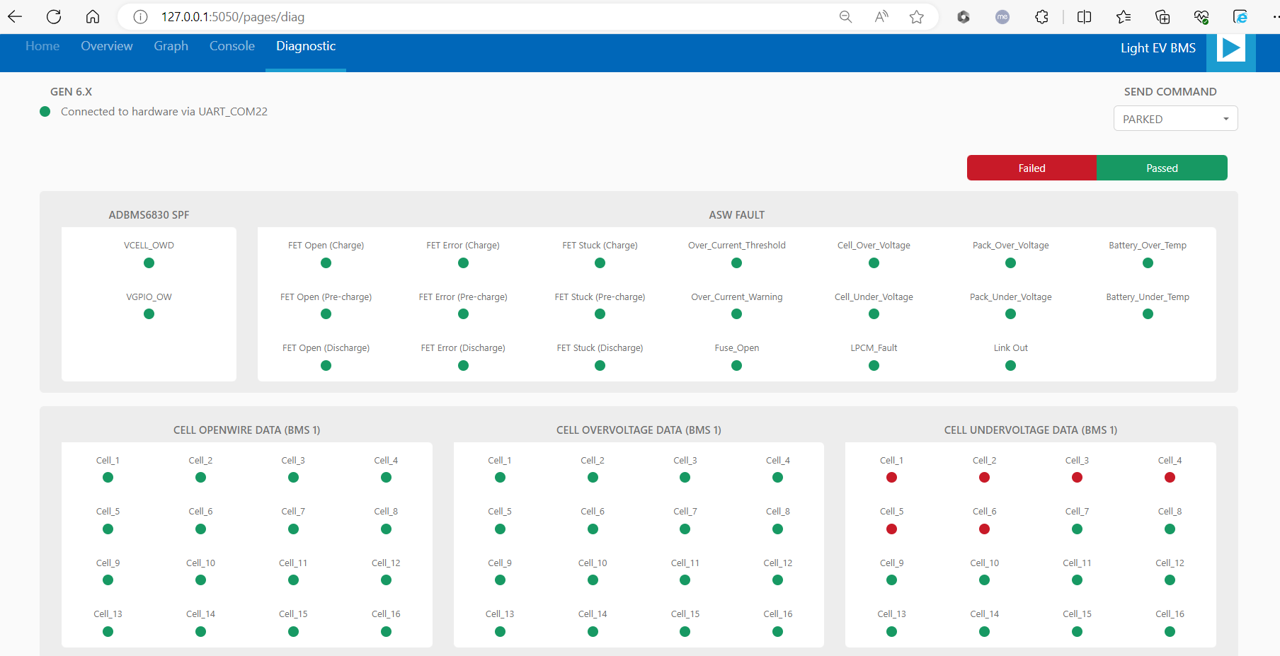 127.0.0.1:5050/pages/diag
Home Overview Graph Console Diagnostic Light EV BMS
GEN 6.X SEND COMMAND
Connected to hardware via UART_COM22 PARKED
Failed Passed
ADBMS6830 SPF
VCELL_OWD
VGPIO_OW
ASW FAULT
FET Open (Charge) FET Error (Charge) FET Stuck (Charge) Over_Current_Threshold Cell_Over_Voltage Pack_Over_Voltage Battery_Over_Temp
FET Open (Pre-charge) FET Error (Pre-charge) FET Stuck (Pre-charge) Over_Current_Warning Cell_Under_Voltage Pack_Under_Voltage Battery_Under_Temp
FET Open (Discharge) FET Error (Discharge) FET Stuck (Discharge) Fuse_Open LPCM_Fault Link Out
CELL OPENWIRE DATA (BMS 1)
Cell_1 Cell_2 Cell_3 Cell_4
Cell_5 Cell_6 Cell_7 Cell_8
Cell_9 Cell_10 Cell_11 Cell_12
Cell_13 Cell_14 Cell_15 Cell_16
CELL OVERVOLTAGE DATA (BMS 1)
Cell_1 Cell_2 Cell_3 Cell_4
Cell_5 Cell_6 Cell_7 Cell_8
Cell_9 Cell_10 Cell_11 Cell_12
Cell_13 Cell_14 Cell_15 Cell_16
CELL UNDERVOLTAGE DATA (BMS 1)
Cell_1 Cell_2 Cell_3 Cell_4
Cell_5 Cell_6 Cell_7 Cell_8
Cell_9 Cell_10 Cell_11 Cell_12
Cell_13 Cell_14 Cell_15 Cell_16